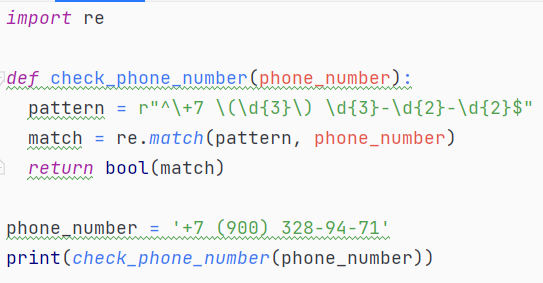 import re
def check_phone_number(phone_number):
pattern = r"^\+7 \(\d{3}\) \d{3}-\d{2}-\d{2}$"
match = re.match(pattern, phone_number)
return bool(match)
phone_number = '+7 (900) 328-94-71'
print(check_phone_number(phone_number))